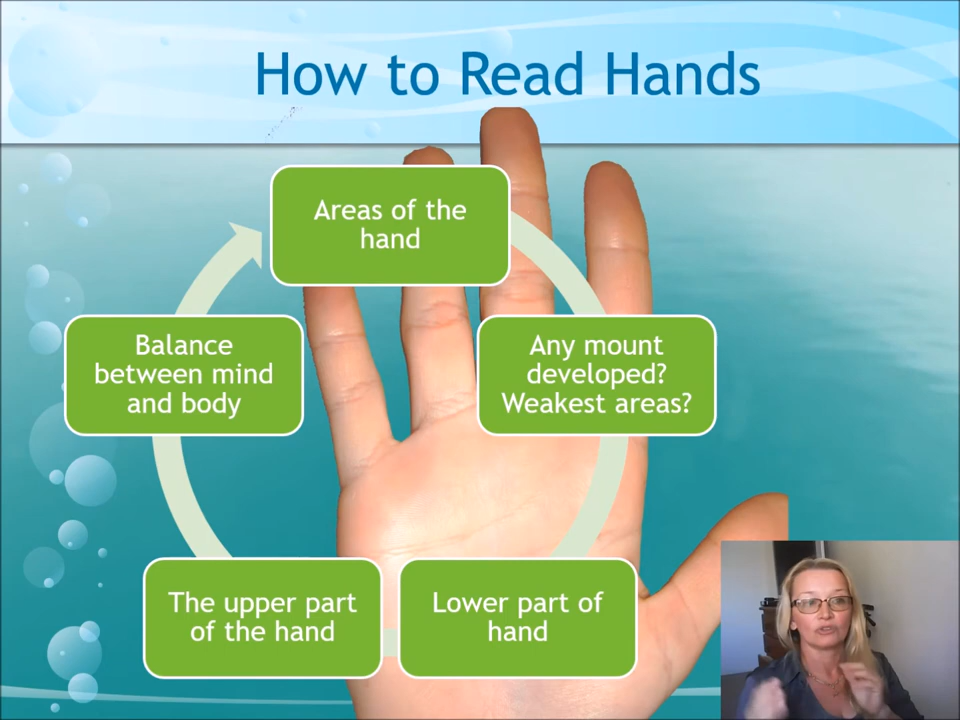 How to Read Hands
Areas of the
hand
Any mount
developed?
Weakest areas?
Lower part of
hand
The upper part
of the hand
Balance
between mind
and body